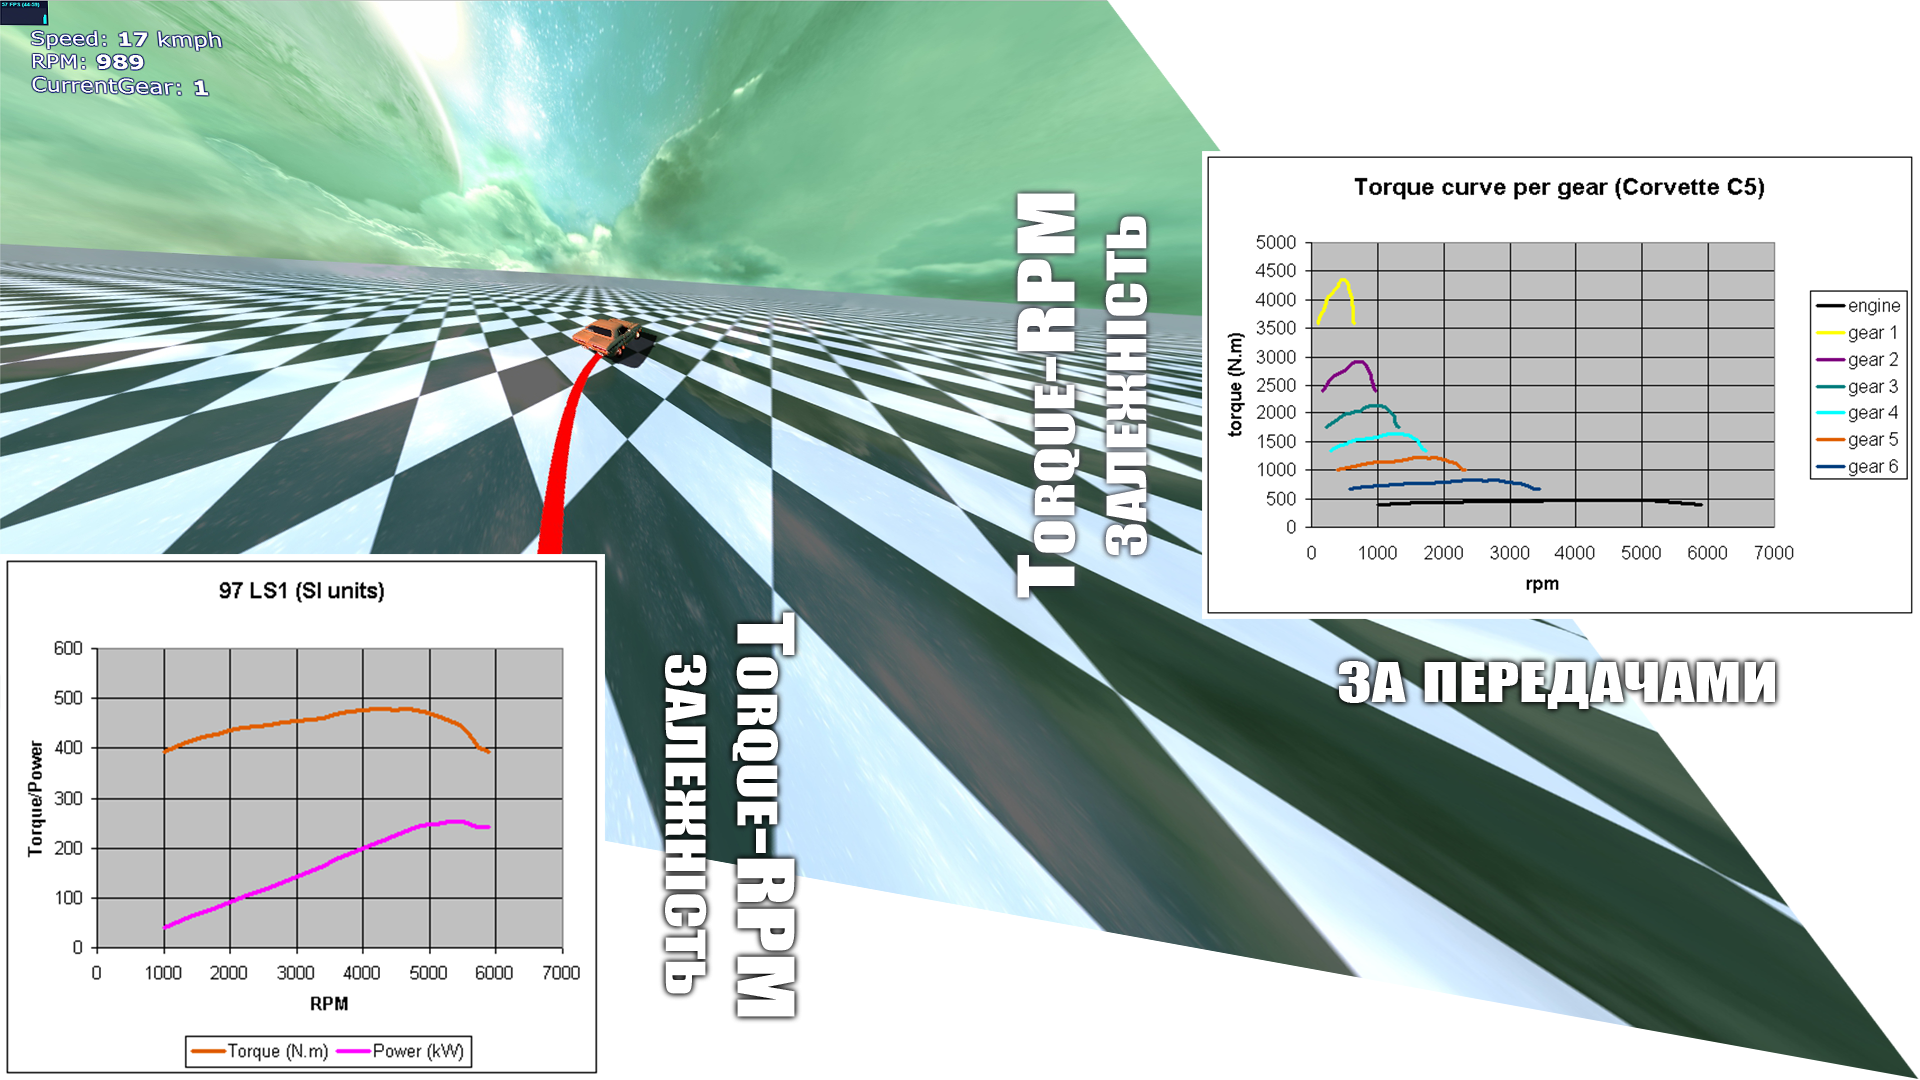 57 FPS (44-59)
Speed: 17 kmph
RPM: 989
CurrentGear: 1
TORQUE-RPM
ЗАЛЕЖНІСТЬ
Torque curve per gear (Corvette C5)
5000
4500
4000
3500
3000
2500
2000
1500
1000
500
0
torque (N.m)
0 1000 2000 3000 4000 5000 6000 7000
rpm
engine
gear 1
gear 2
gear 3
gear 4
gear 5
gear 6
ЗА ПЕРЕДАЧАМИ
97 LS1 (SI units)
600
500
400
300
200
100
0
Torque/Power
0 1000 2000 3000 4000 5000 6000 7000
RPM
Torque (N.m) Power (kW)
TORQUE-RPM
ЗАЛЕЖНІСТЬ